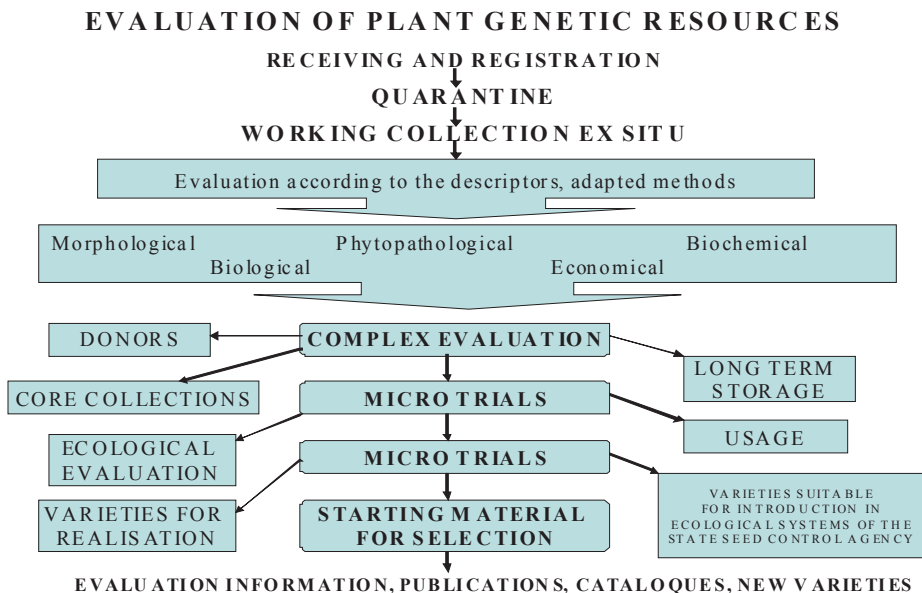 EVALUATION OF PLANT GENETIC RESOURCES
RECEIVING AND REGISTRATION
QUARANTINE
WORKING COLLECTION EX SITU
Evaluation according to the descriptors, adapted methods
Morphological Phytopathological Biochemical
Biological Economical
DONORS
COMPLEX EVALUATION
LONG TERM
STORAGE
CORE COLLECTIONS
MICRO TRIALS
USAGE
ECOLOGICAL
EVALUATION
MICRO TRIALS
VARIETIES FOR
REALISATION
STARTING MATERIAL
FOR SELECTION
VARIETIES SUITABLE
FOR INTRODUCTION IN
ECOLOGICAL SYSTEMS OF THE
STATE SEED CONTROL AGENCY
EVALUATION INFORMATION, PUBLICATIONS, CATALOQUES, NEW VARIETIES